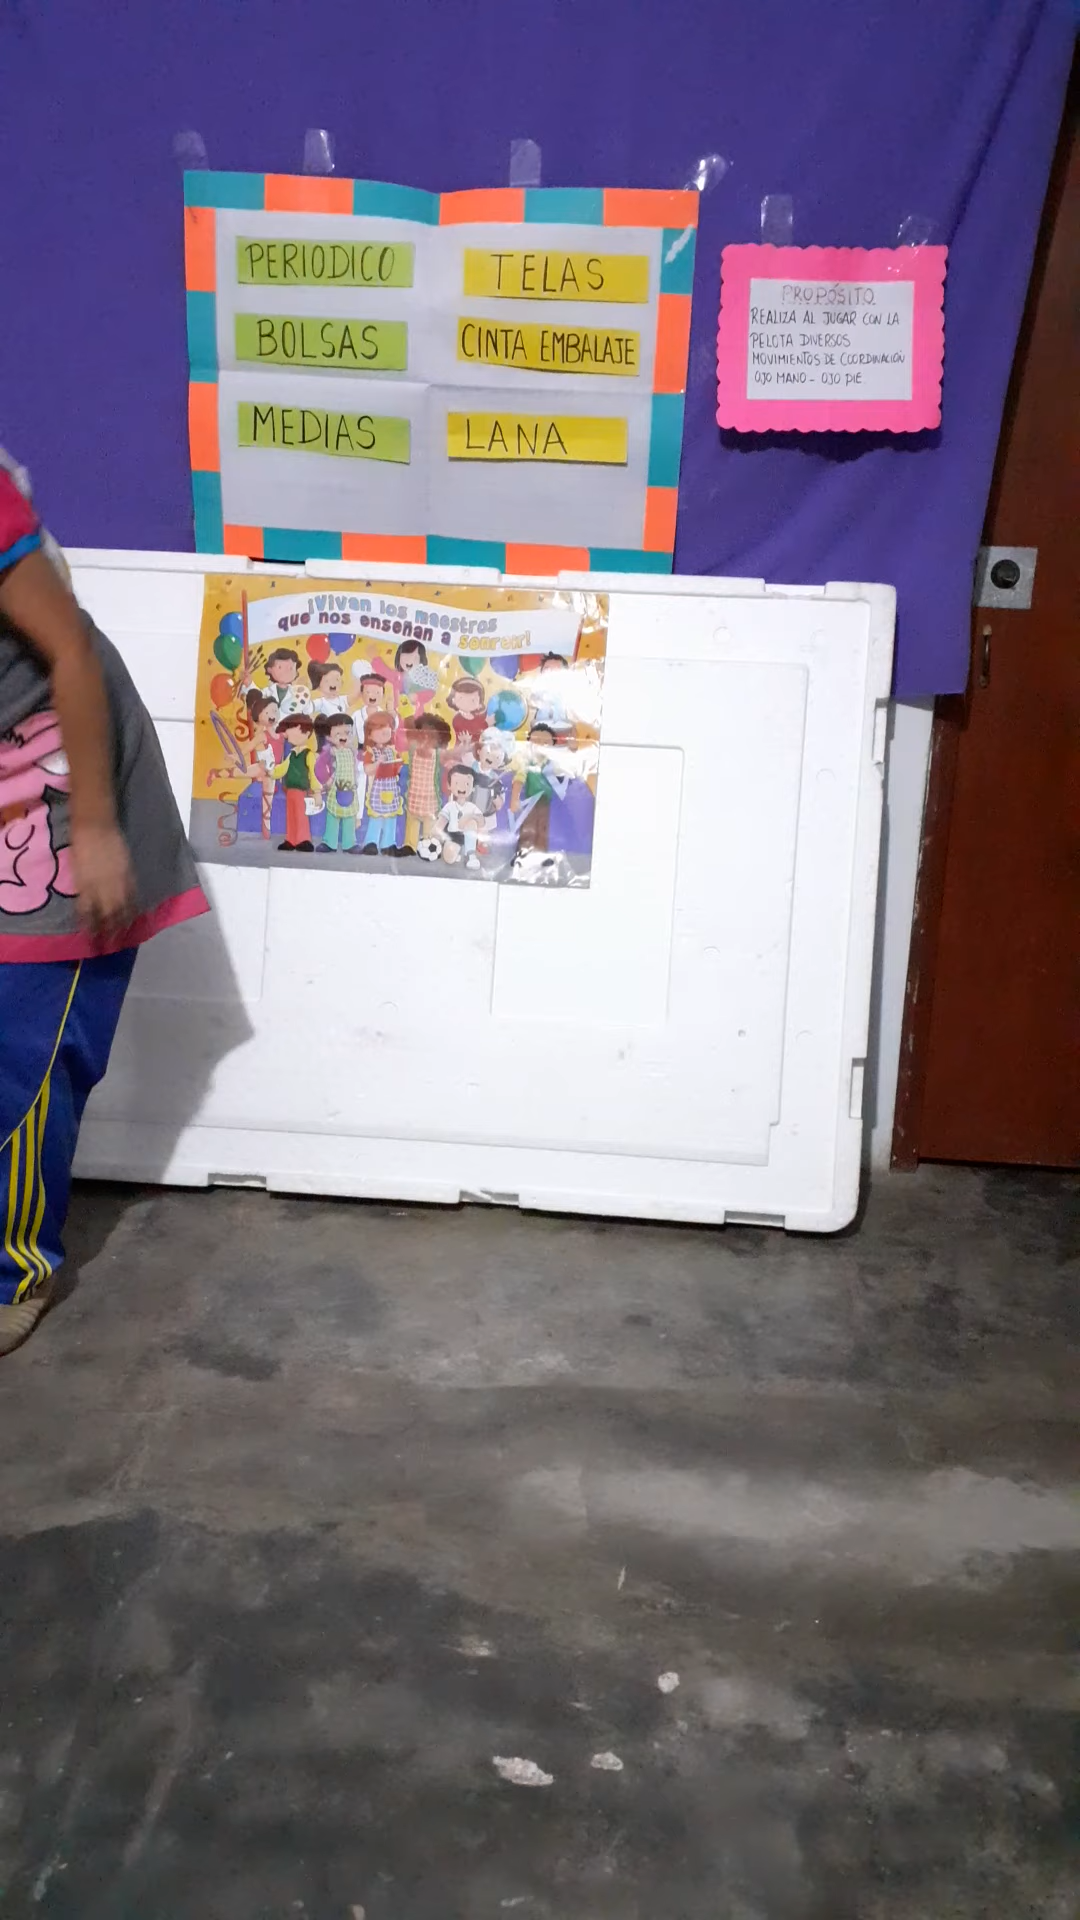 PERIODICO
TELAS
BOLSAS
CINTA EMBALAJE
MEDIAS
LANA
PROPÓSITO
REALIZA AL JUGAR CON LA
PELOTA DIVERSOS
MOVIMIENTOS DE COORDINACIÓN
OJO MANO - OJO PIE.
¡Vivan los maestros
que nos enseñan a sonreír!